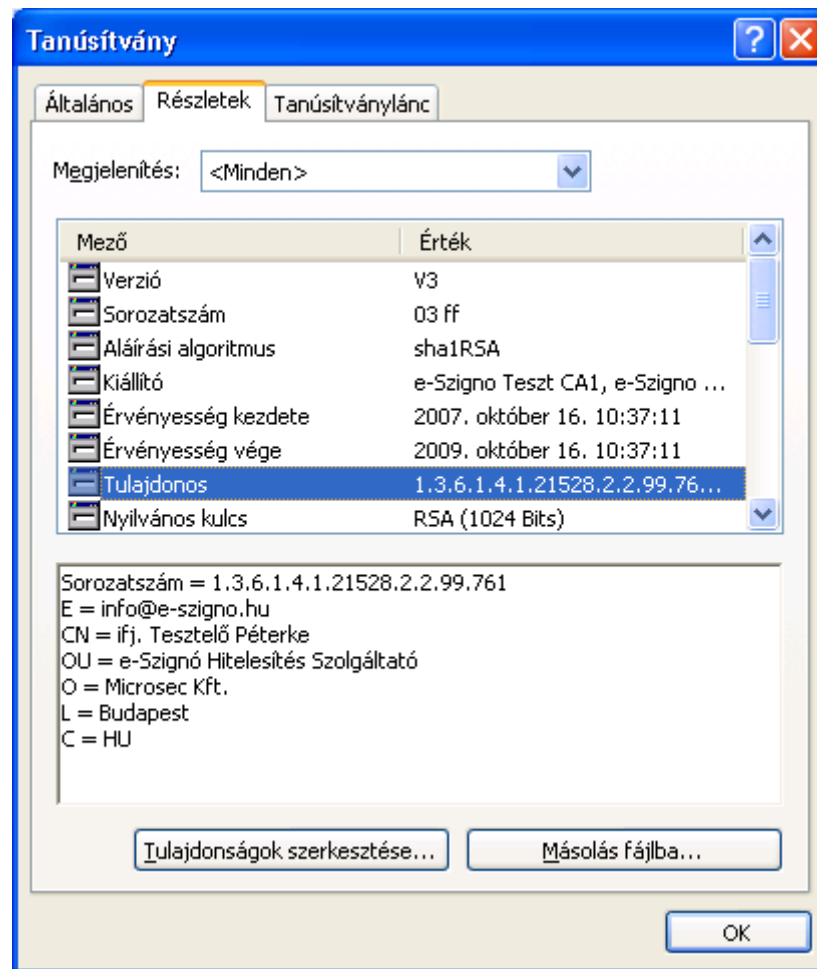 Tanúsítvány
Általános Részletek Tanúsítványlánc
Megjelenítés: <Minden>
Mező Érték
Verzió V3
Sorozatszám 03 ff
Aláírási algoritmus sha1RSA
Kiállító e-Szigno Teszt CA1, e-Szigno ...
Érvényesség kezdete 2007. október 16. 10:37:11
Érvényesség vége 2009. október 16. 10:37:11
Tulajdonos 1.3.6.1.4.1.21528.2.2.99.76...
Nyilvános kulcs RSA (1024 Bits)
Sorozatszám = 1.3.6.1.4.1.21528.2.2.99.761
E = info@e-szigno.hu
CN = ifj. Tesztelő Péterke
OU = e-Szignó Hitelesítés Szolgáltató
O = Microsec Kft.
L = Budapest
C = HU
Tulajdonságok szerkesztése... Másolás fájlba...
OK